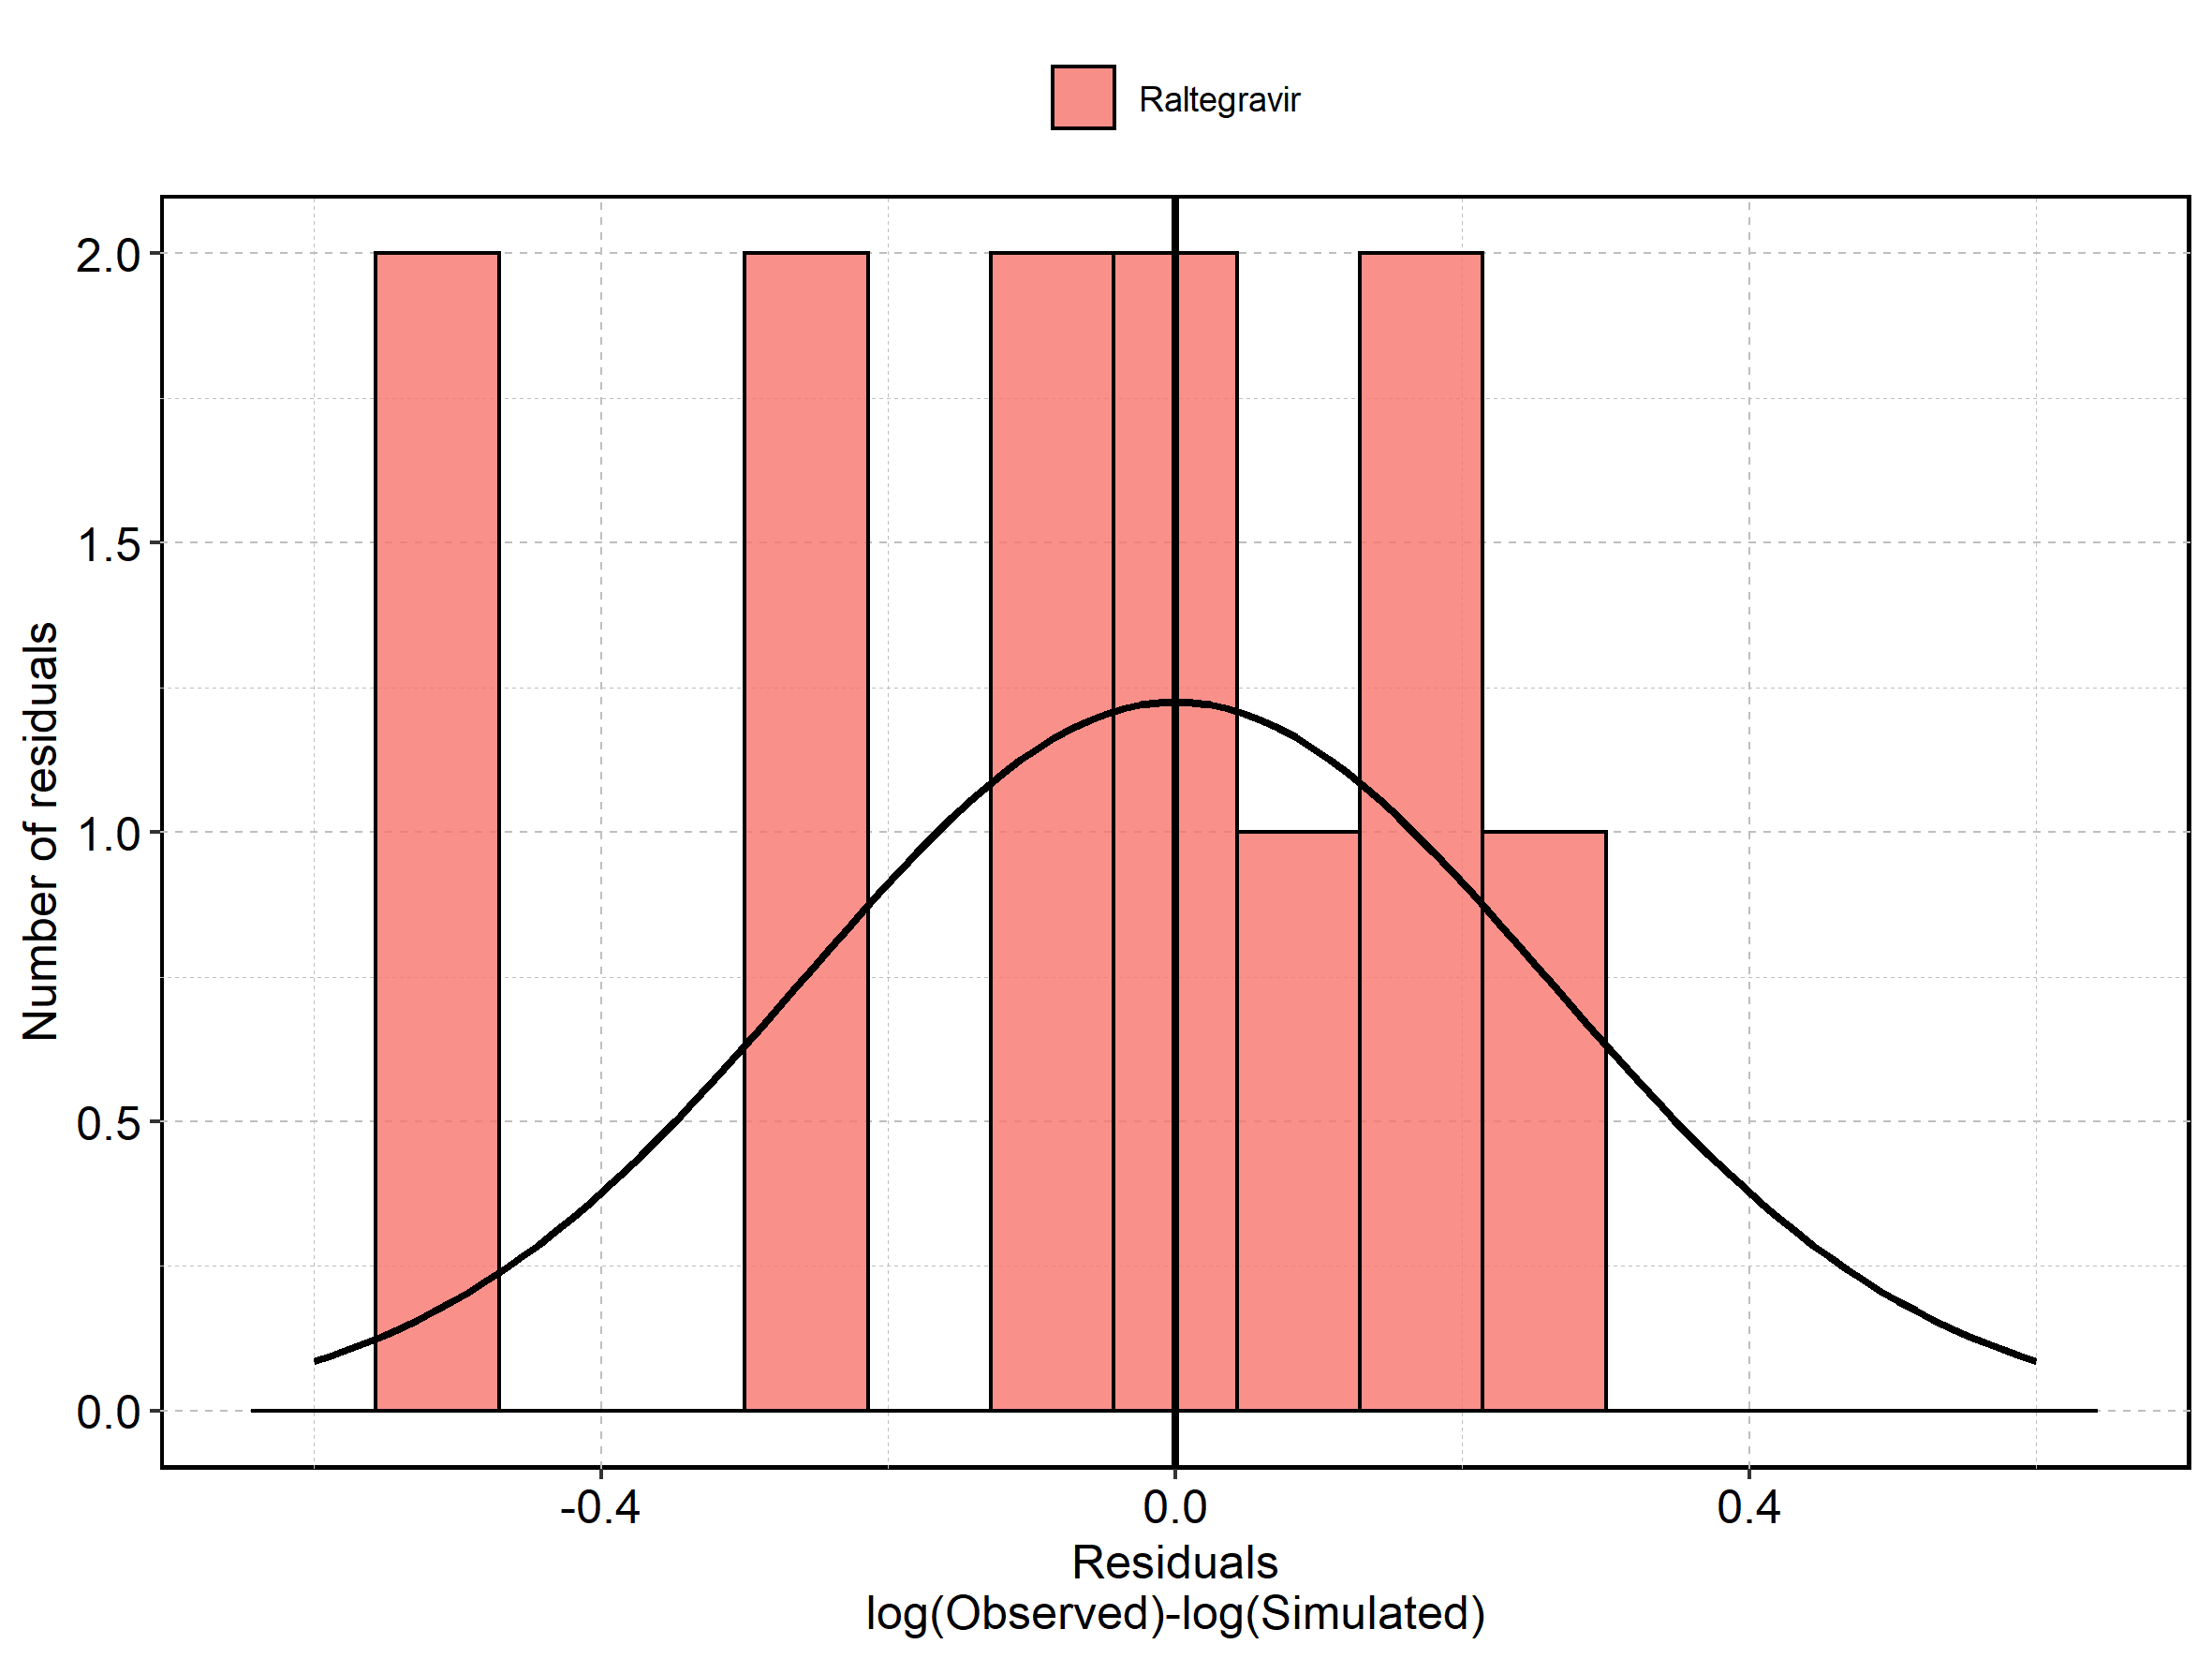 Raltegravir
2.0
1.5
1.0
0.5
0.0
Number of residuals
-0.4
0.0
0.4
Residuals
log(Observed)-log(Simulated)